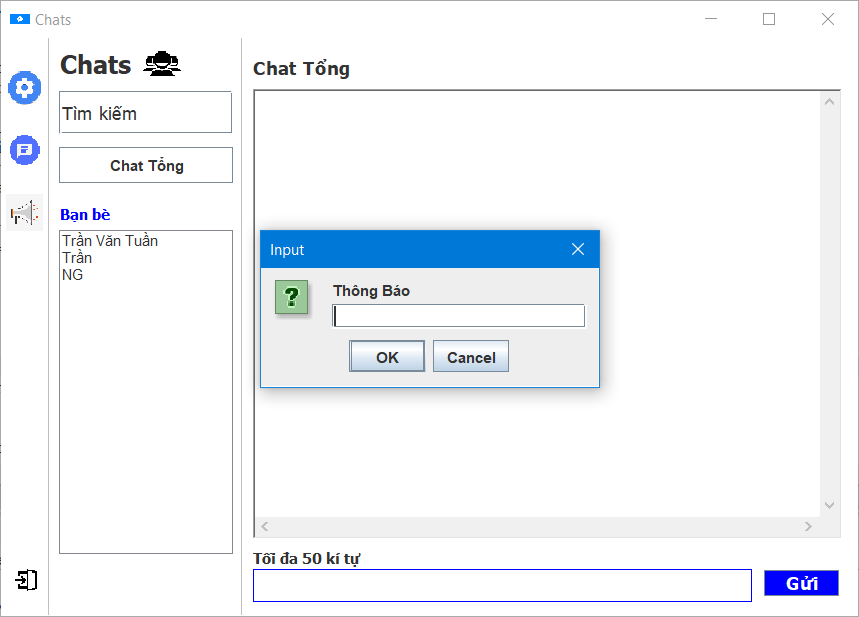 Chats
Chats
Tìm kiếm
Chat Tổng
Bạn bè
Trần Văn Tuấn
Trần
NG
Chat Tổng
Input
?
Thông Báo
OK
Cancel
Tối đa 50 kí tự
Gửi